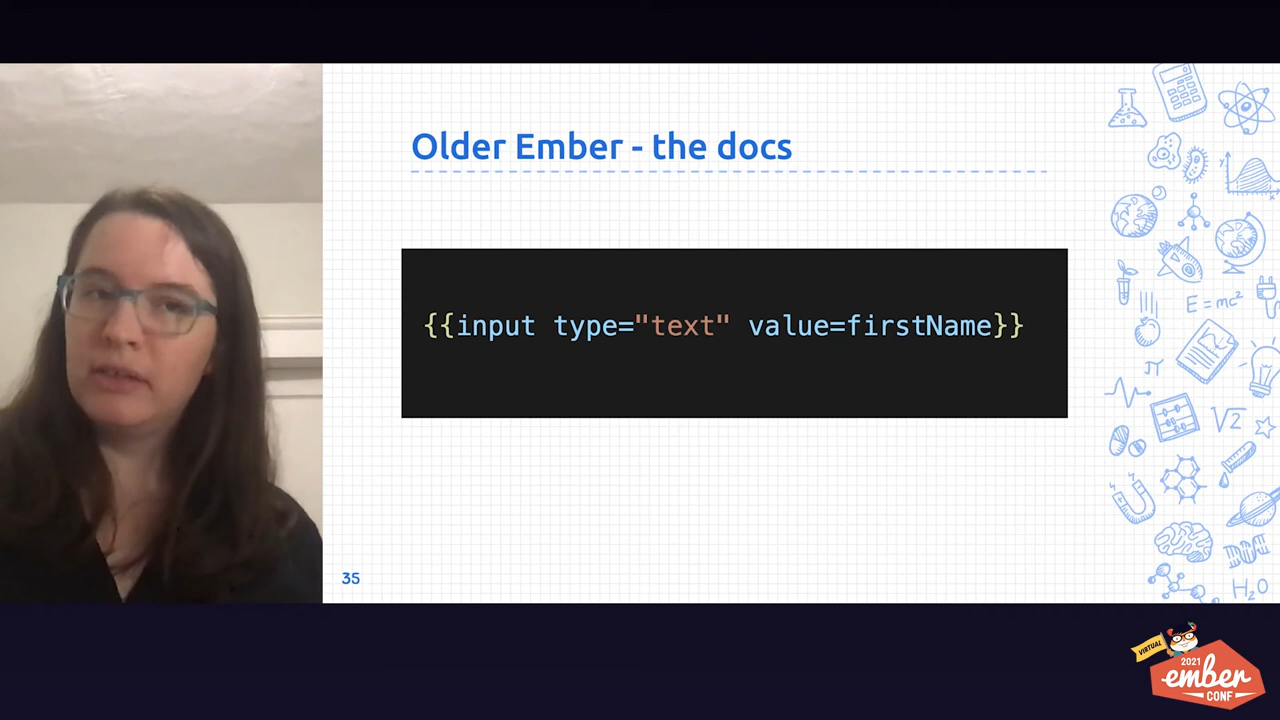 Older Ember - the docs
{{input type="text" value=firstName}}
35
y
x
E=mc²
π
√2
H₂O
VIRTUAL
2021
ember
CONF